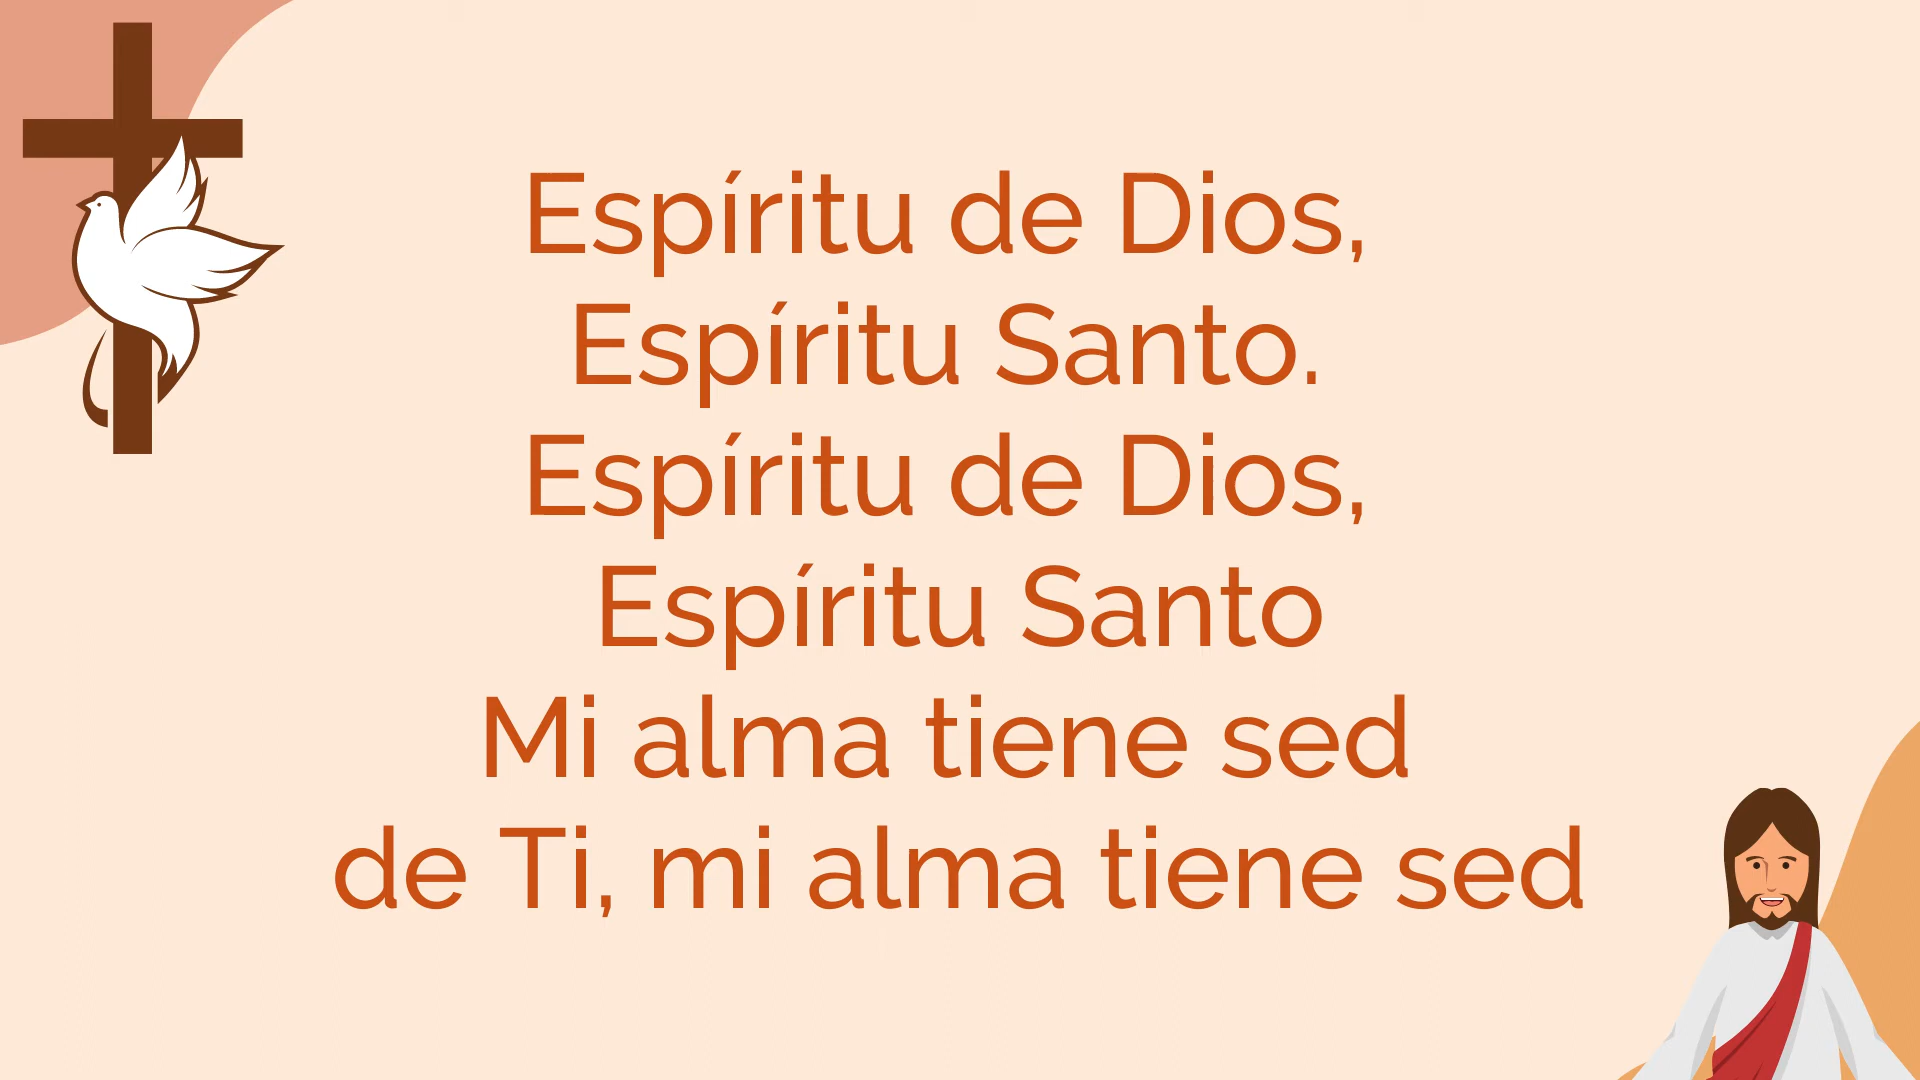 Espíritu de Dios,
Espíritu Santo.
Espíritu de Dios,
Espíritu Santo
Mi alma tiene sed
de Ti, mi alma tiene sed